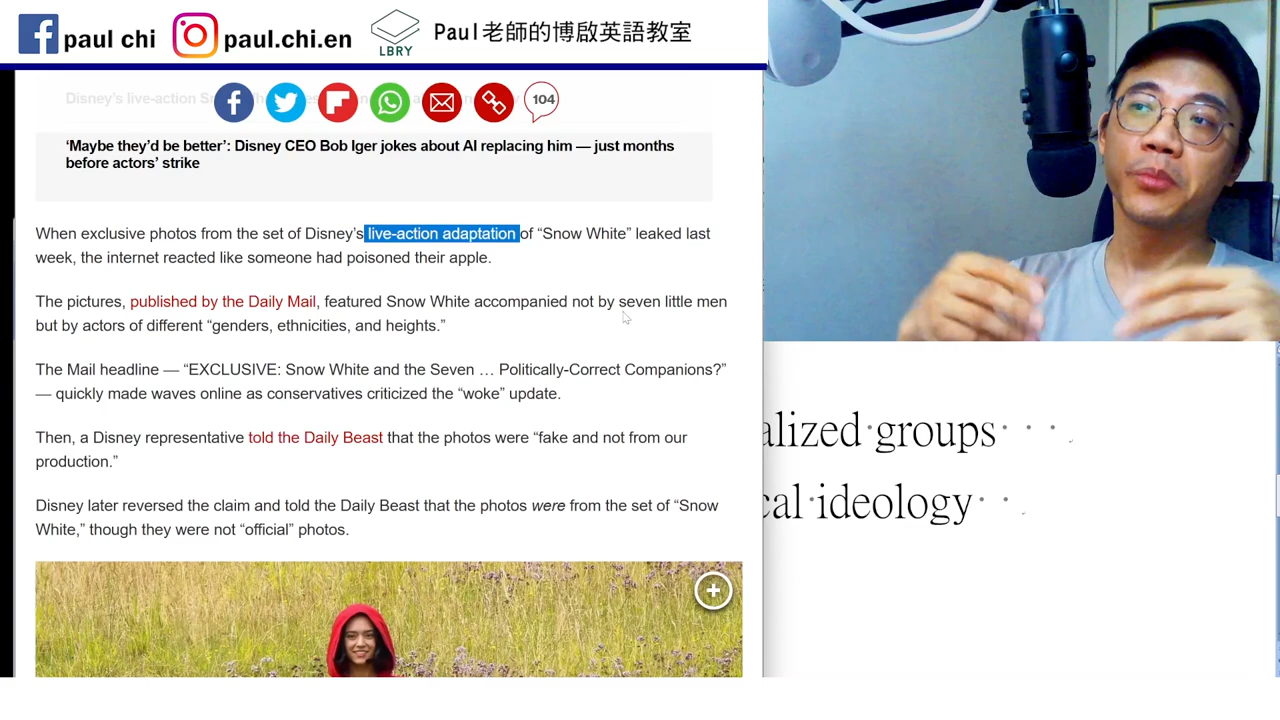 paul chi
paul.chi.en
LBRY
Paul老師的博啟英語教室
104
‘Maybe they’d be better’: Disney CEO Bob Iger jokes about AI replacing him — just months
before actors’ strike
When exclusive photos from the set of Disney’s live-action adaptation of “Snow White” leaked last
week, the internet reacted like someone had poisoned their apple.
The pictures, published by the Daily Mail, featured Snow White accompanied not by seven little men
but by actors of different “genders, ethnicities, and heights.”
The Mail headline — “EXCLUSIVE: Snow White and the Seven … Politically-Correct Companions?”
— quickly made waves online as conservatives criticized the “woke” update.
Then, a Disney representative told the Daily Beast that the photos were “fake and not from our
production.”
Disney later reversed the claim and told the Daily Beast that the photos were from the set of “Snow
White,” though they were not “official” photos.
alized groups
cal ideology